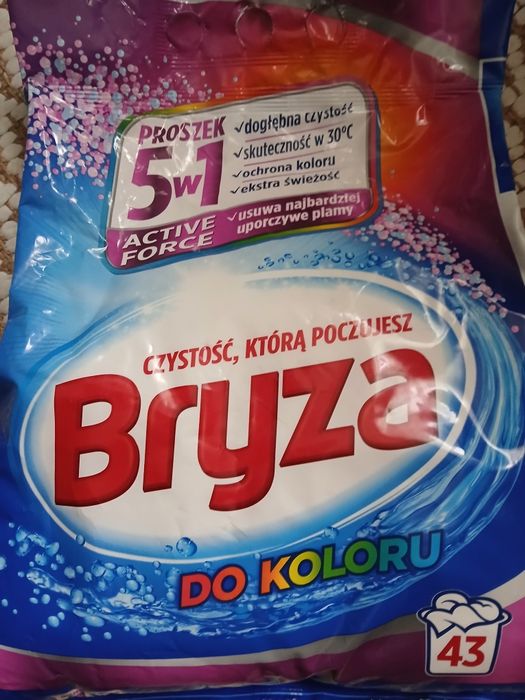 PROSZEK
5w1
ACTIVE
FORCE
✓dogłębna czystość
✓skuteczność w 30°C
✓ochrona koloru
✓ekstra świeżość
✓usuwa najbardziej
uporczywe plamy
CZYSTOŚĆ, KTÓRĄ POCZUJESZ
Bryza
DO KOLORU
43